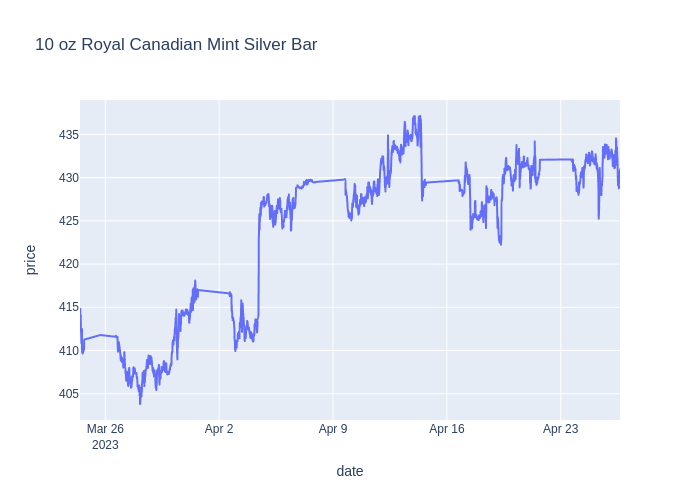 10 oz Royal Canadian Mint Silver Bar
price
435
430
425
420
415
410
405
Mar 26
2023
Apr 2
Apr 9
Apr 16
Apr 23
date